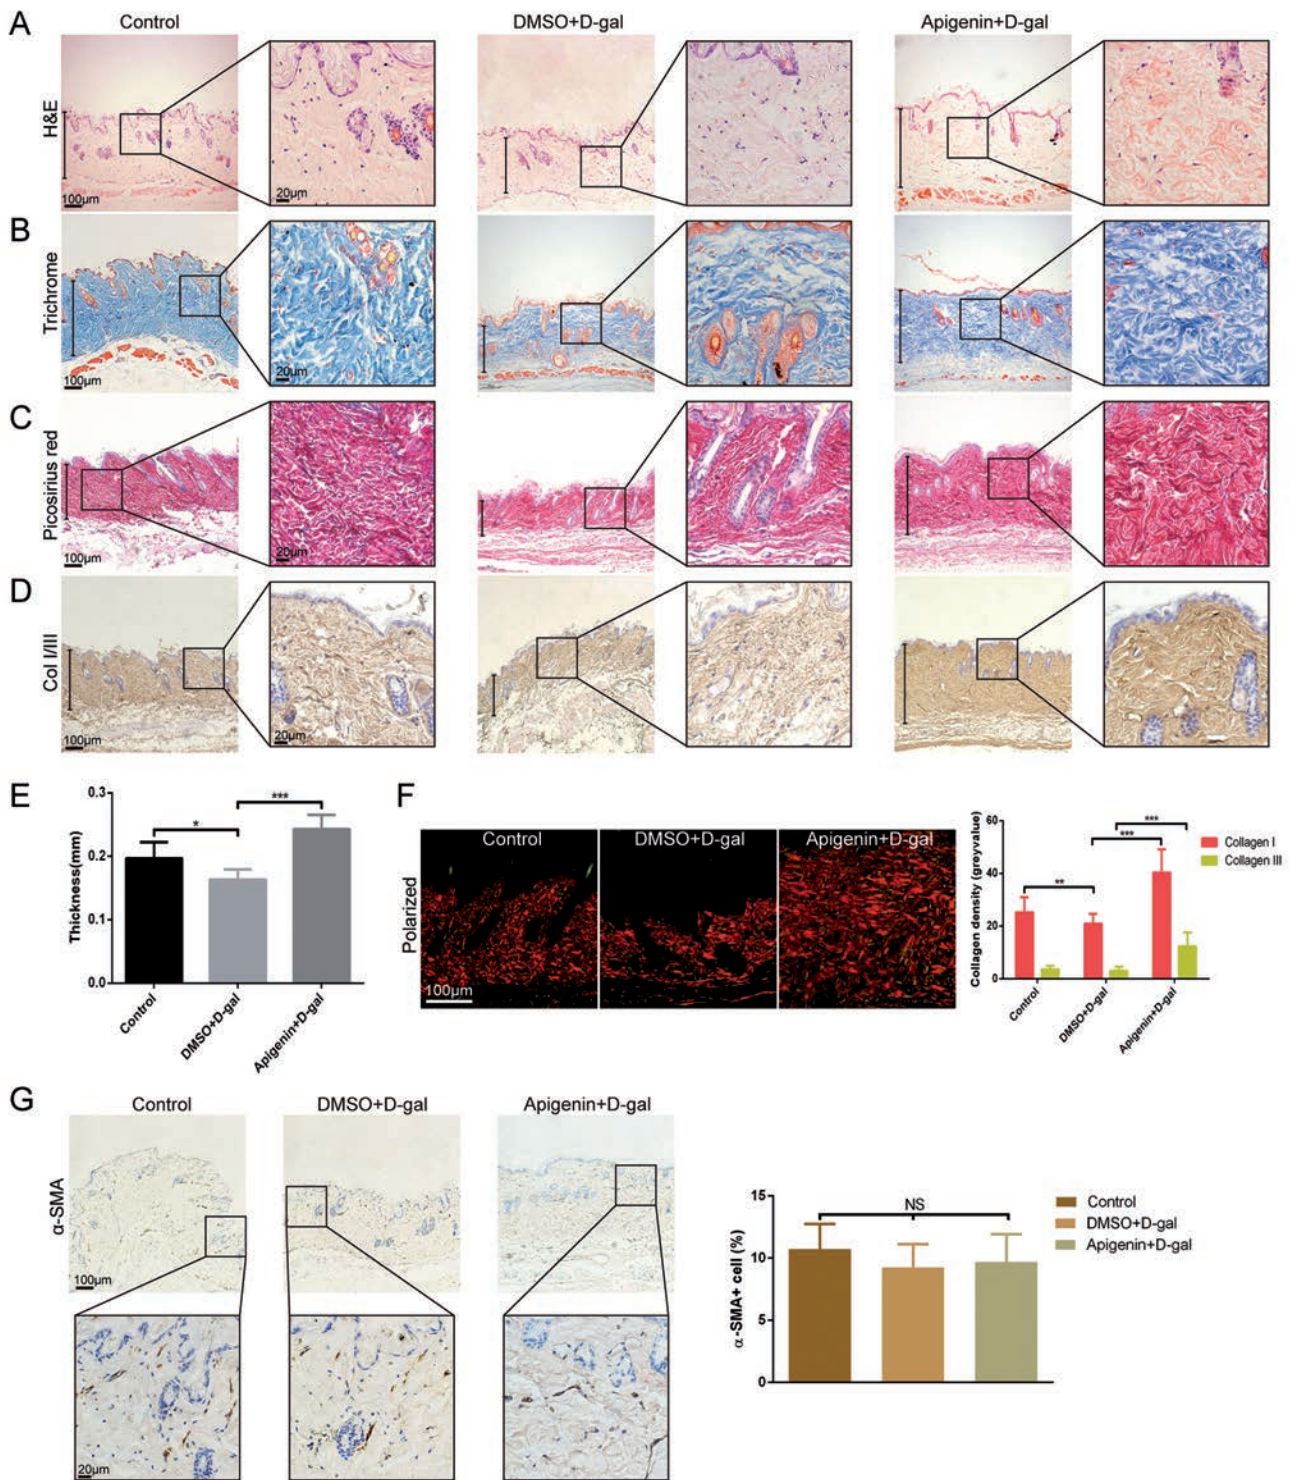 A
Control
DMSO+D-gal
Apigenin+D-gal
H&E
100μm
20μm
B
Trichrome
100μm
20μm
C
Picosirius red
100μm
20μm
D
Col I/III
100μm
20μm
E
Thickness(mm)
0.3
0.2
0.1
0.0
*
***
Control
DMSO+D-gal
Apigenin+D-gal
F
Polarized
Control
DMSO+D-gal
Apigenin+D-gal
100μm
Collagen density (greyvalue)
60
40
20
0
**
***
***
Collagen I
Collagen III
Control
DMSO+D-gal
Apigenin+D-gal
G
Control
DMSO+D-gal
Apigenin+D-gal
α-SMA
100μm
20μm
α-SMA+ cell (%)
15
10
5
0
NS
Control
DMSO+D-gal
Apigenin+D-gal